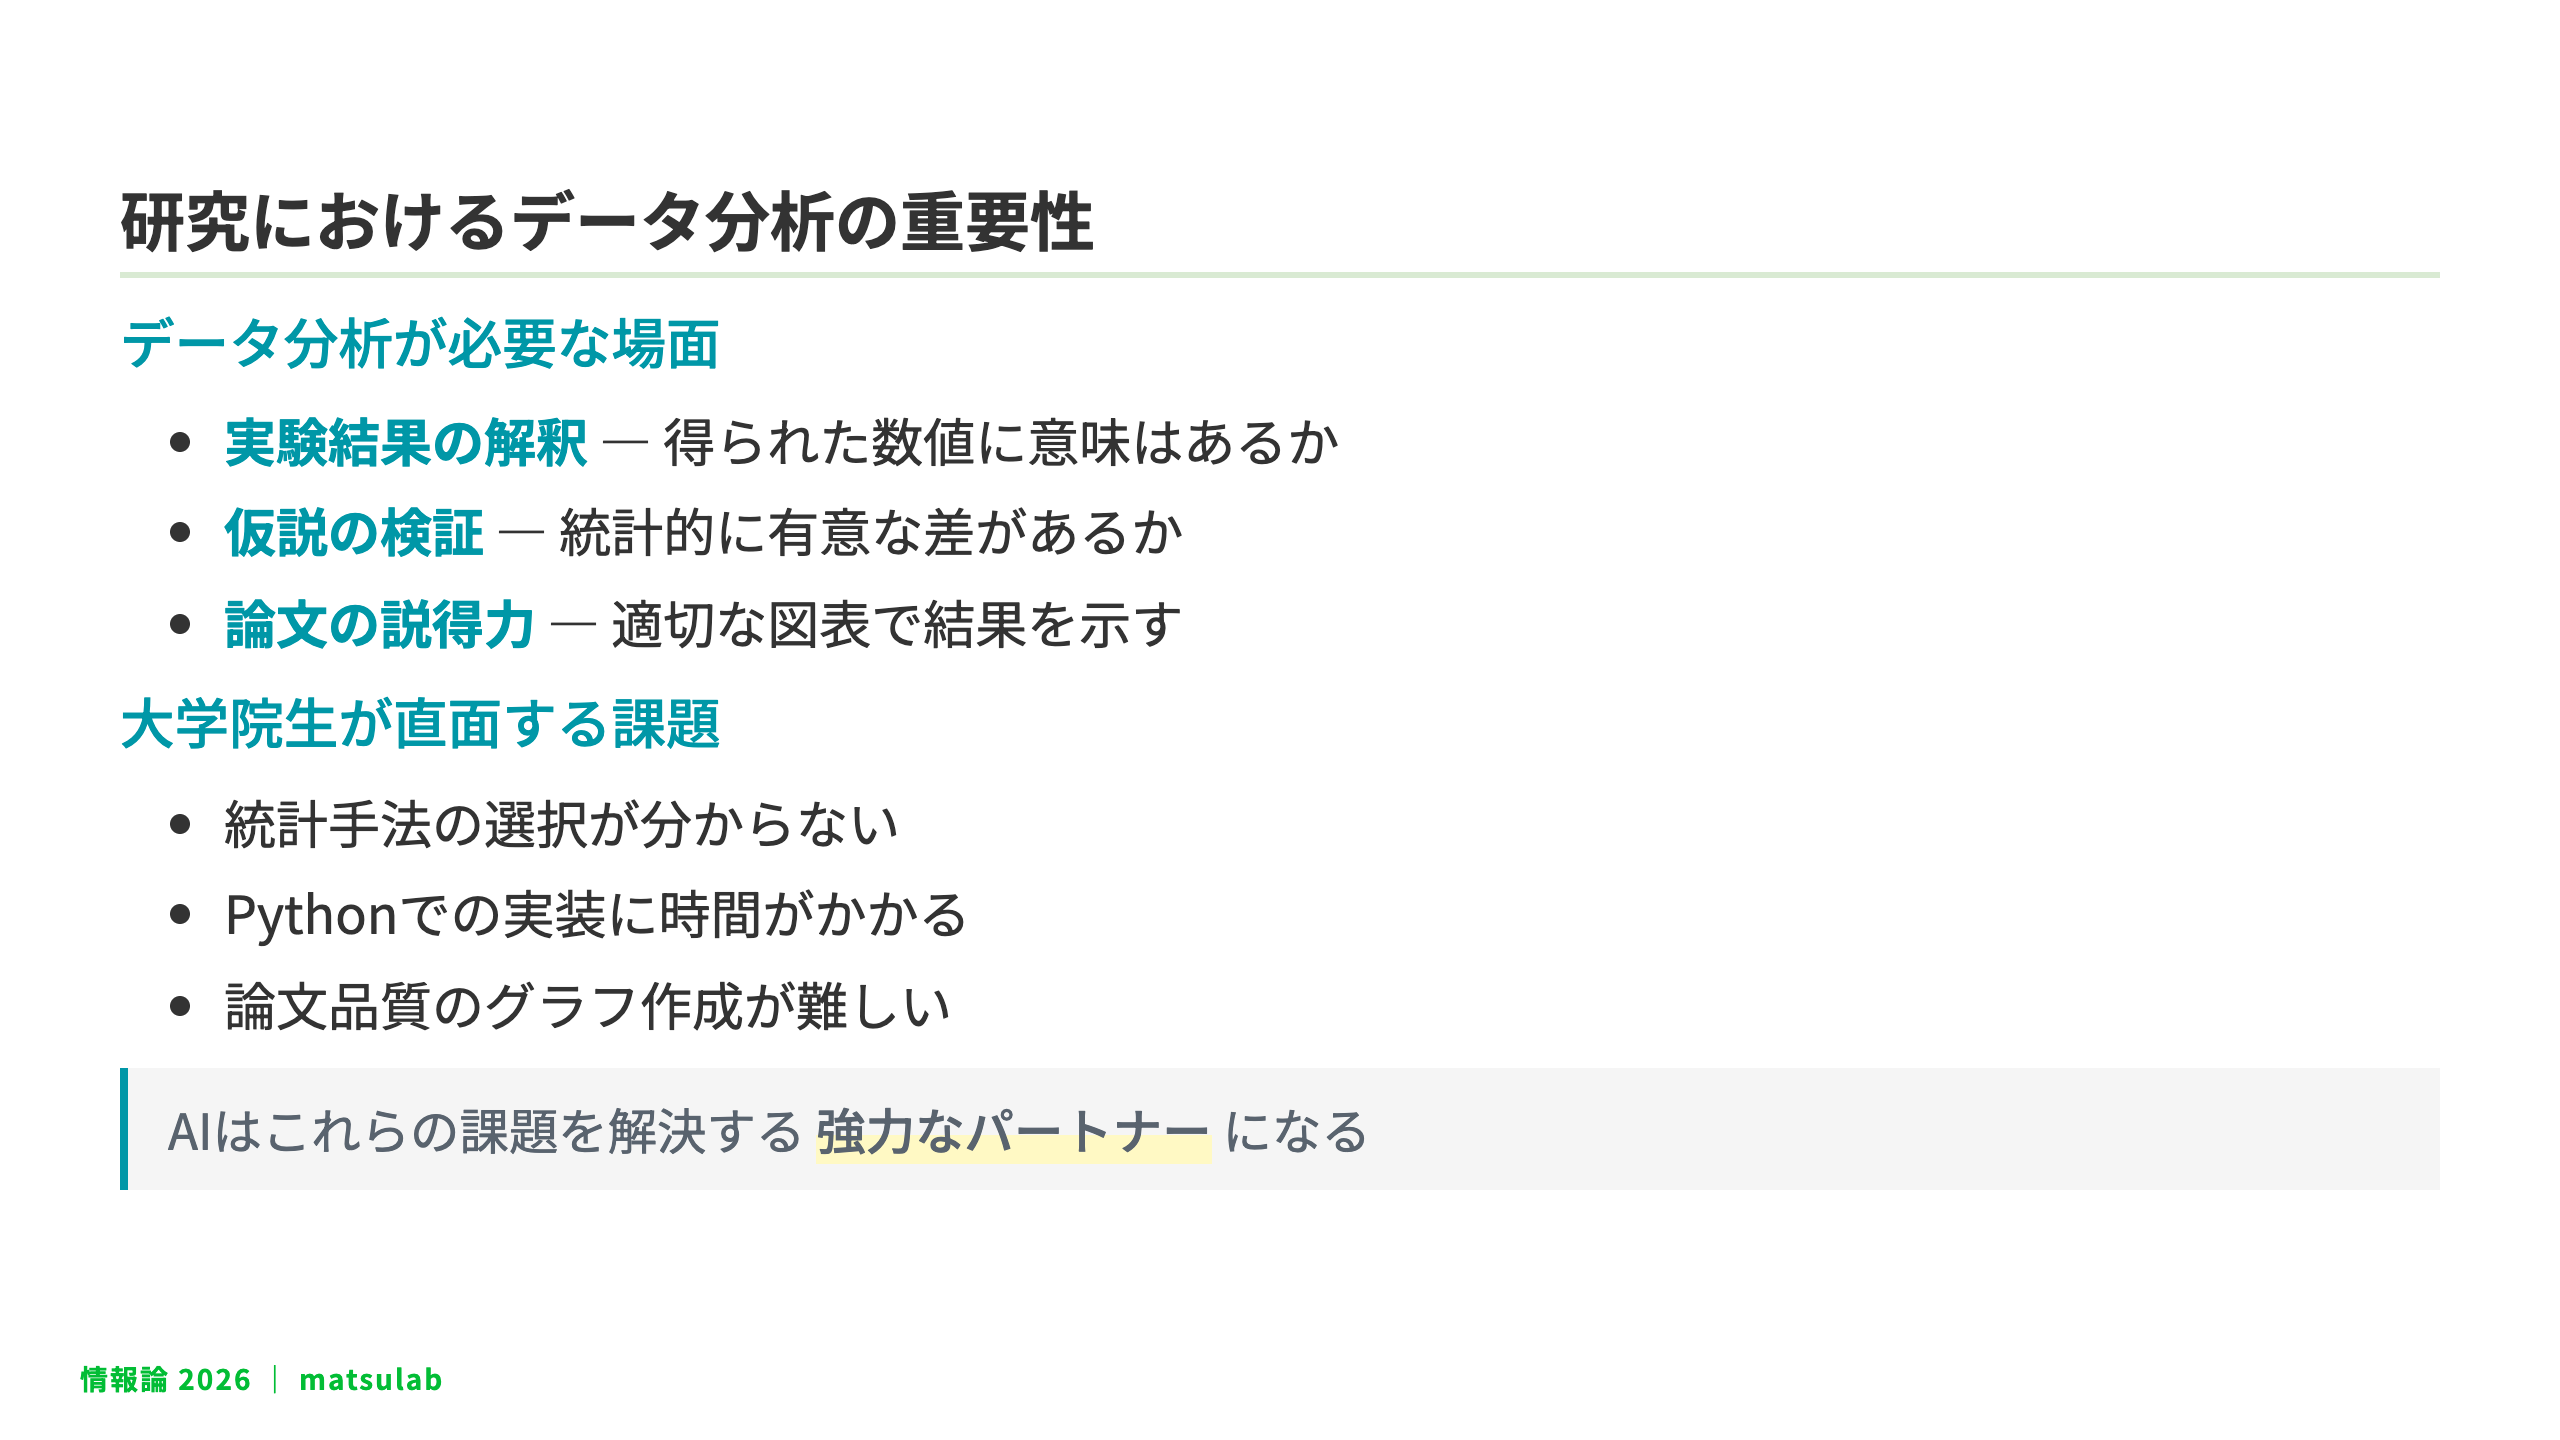 研究におけるデータ分析の重要性
データ分析が必要な場面
• 実験結果の解釈 — 得られた数値に意味はあるか
• 仮説の検証 — 統計的に有意な差があるか
• 論文の説得力 — 適切な図表で結果を示す
大学院生が直面する課題
• 統計手法の選択が分からない
• Pythonでの実装に時間がかかる
• 論文品質のグラフ作成が難しい
AIはこれらの課題を解決する 強力なパートナー になる
情報論 2026 ｜ matsulab